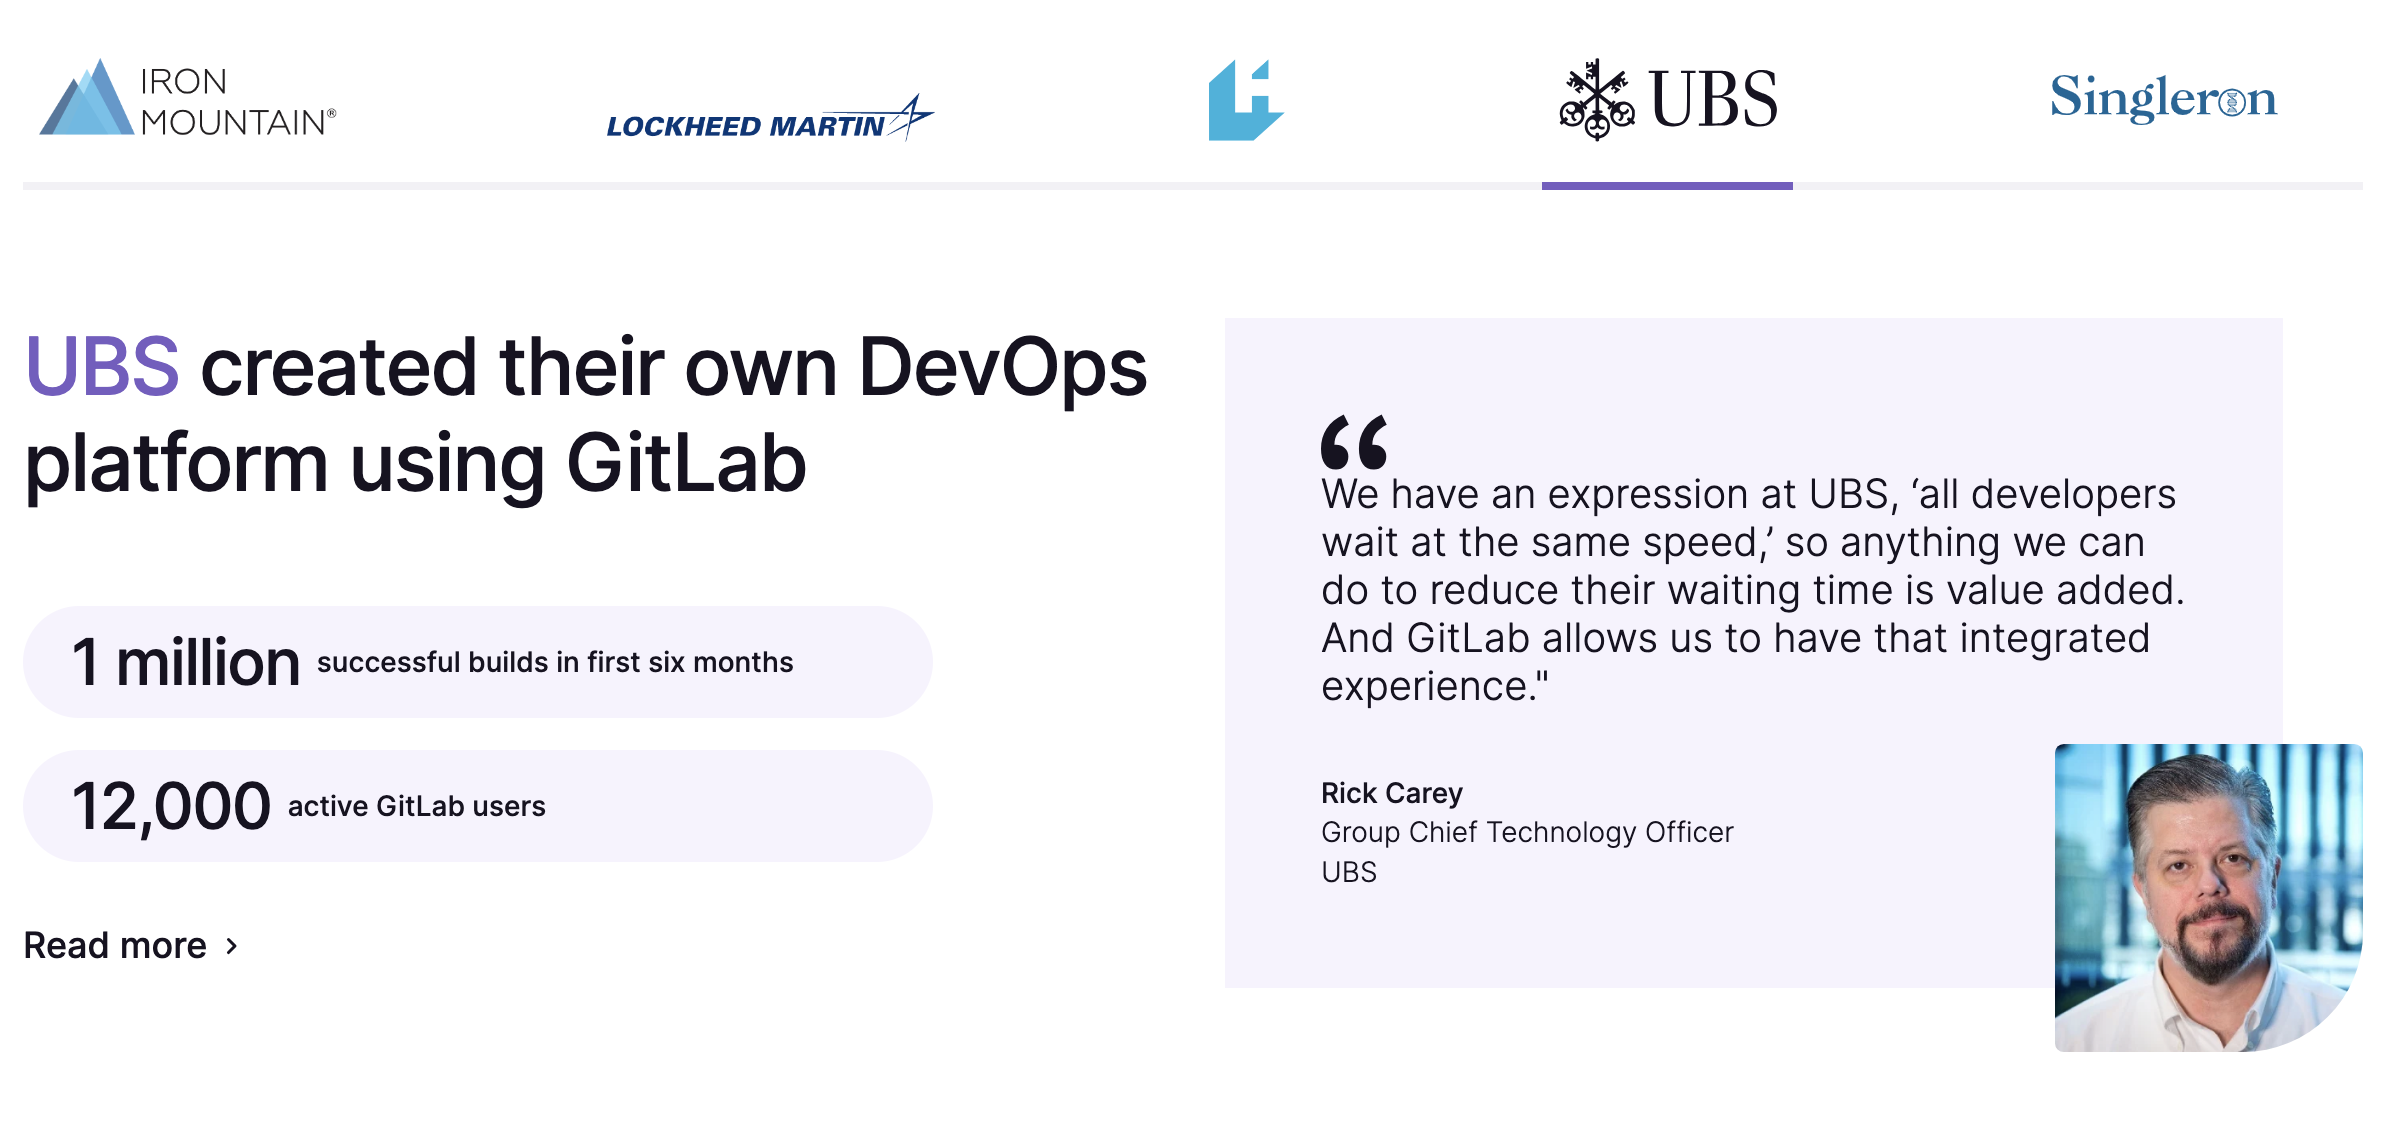 IRON
MOUNTAIN®
LOCKHEED MARTIN
UBS
Singleron
UBS created their own DevOps
platform using GitLab
1 million successful builds in first six months
12,000 active GitLab users
Read more ›
“
We have an expression at UBS, ‘all developers
wait at the same speed,’ so anything we can
do to reduce their waiting time is value added.
And GitLab allows us to have that integrated
experience."
Rick Carey
Group Chief Technology Officer
UBS